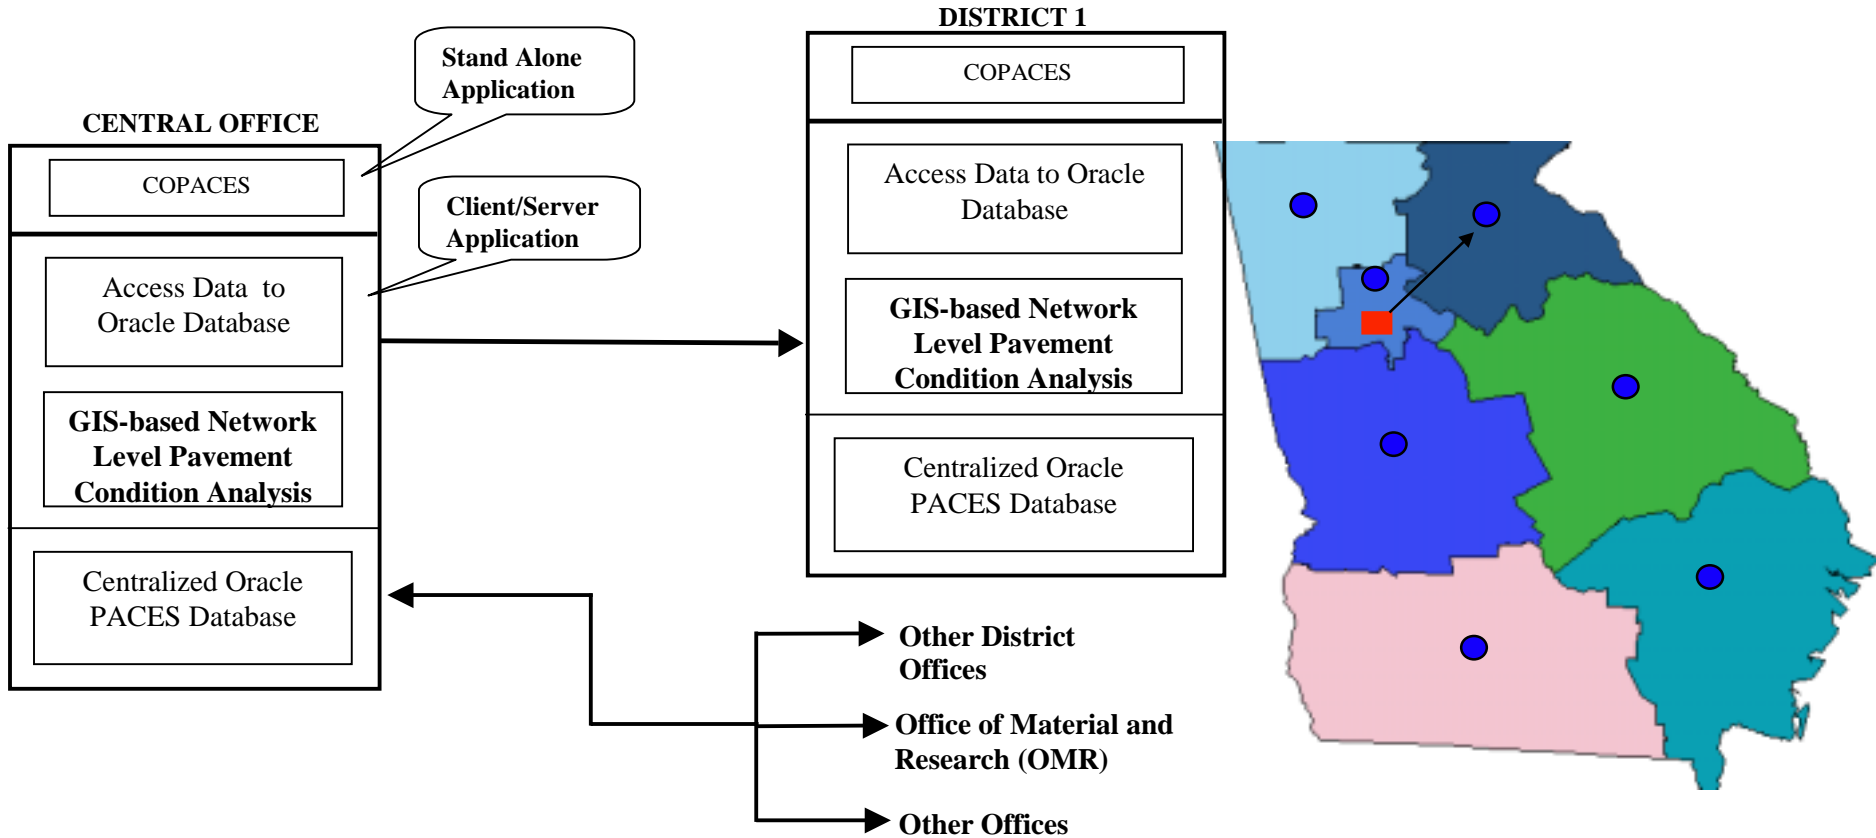 DISTRICT 1
Stand Alone
Application
COPACES
CENTRAL OFFICE
COPACES
Client/Server
Application
Access Data to Oracle
Database
Access Data to
Oracle Database
GIS-based Network
Level Pavement
Condition Analysis
GIS-based Network
Level Pavement
Condition Analysis
Centralized Oracle
PACES Database
Centralized Oracle
PACES Database
Other District
Offices
Office of Material and
Research (OMR)
Other Offices